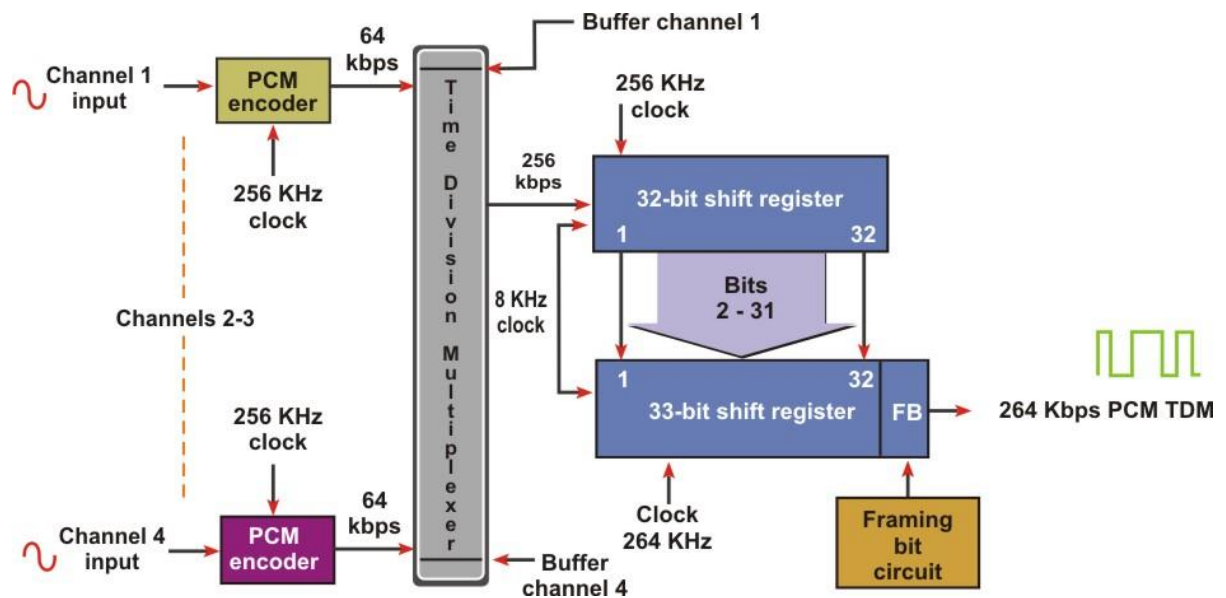 Channel 1
input
PCM
encoder
64
kbps
256 KHz
clock
Channels 2-3
256 KHz
clock
Channel 4
input
PCM
encoder
64
kbps
Time Division Multiplexer
Buffer channel 1
Buffer
channel 4
256
kbps
8 KHz
clock
256 KHz
clock
32-bit shift register
1 32
Bits
2 - 31
1 32
33-bit shift register FB
Clock
264 KHz
Framing
bit
circuit
264 Kbps PCM TDM